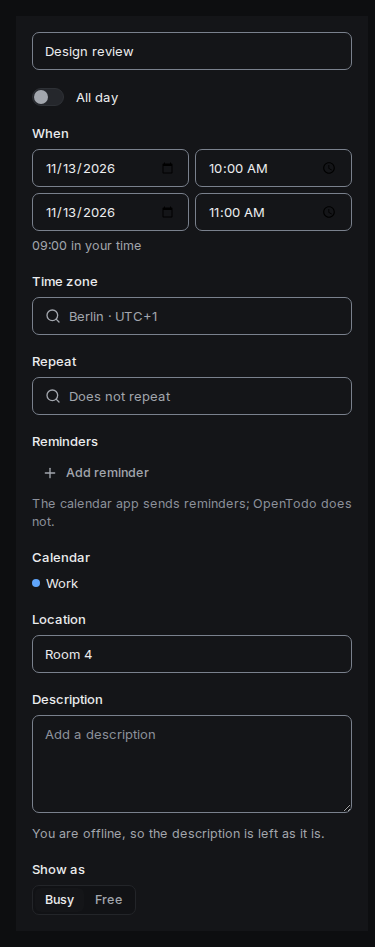 Design review
All day
When
11/13/2026
10:00 AM
11/13/2026
11:00 AM
09:00 in your time
Time zone
Berlin · UTC+1
Repeat
Does not repeat
Reminders
Add reminder
The calendar app sends reminders; OpenTodo does
not.
Calendar
Work
Location
Room 4
Description
Add a description
You are offline, so the description is left as it is.
Show as
Busy Free